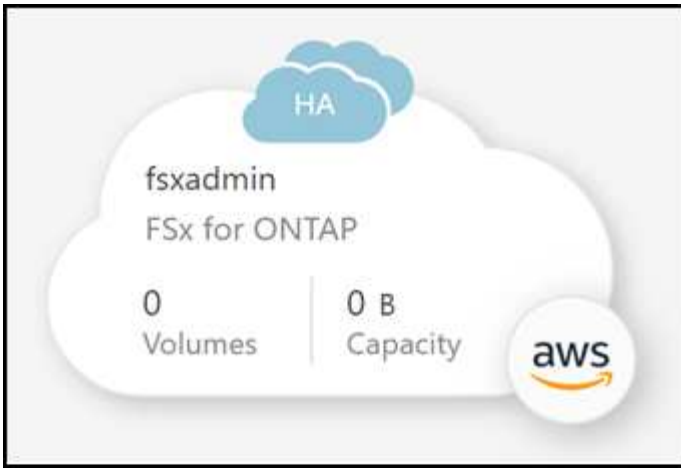 HA
fsxadmin
FSx for ONTAP
0 0 B
Volumes Capacity
aws